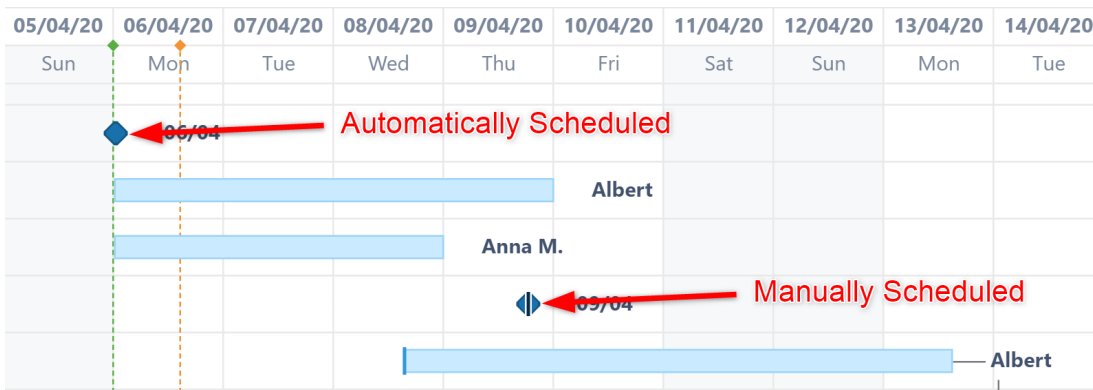 05/04/20 06/04/20 07/04/20 08/04/20 09/04/20 10/04/20 11/04/20 12/04/20 13/04/20 14/04/20
Sun Mon Tue Wed Thu Fri Sat Sun Mon Tue
06/04 Automatically Scheduled
Albert
Anna M.
09/04 Manually Scheduled
Albert